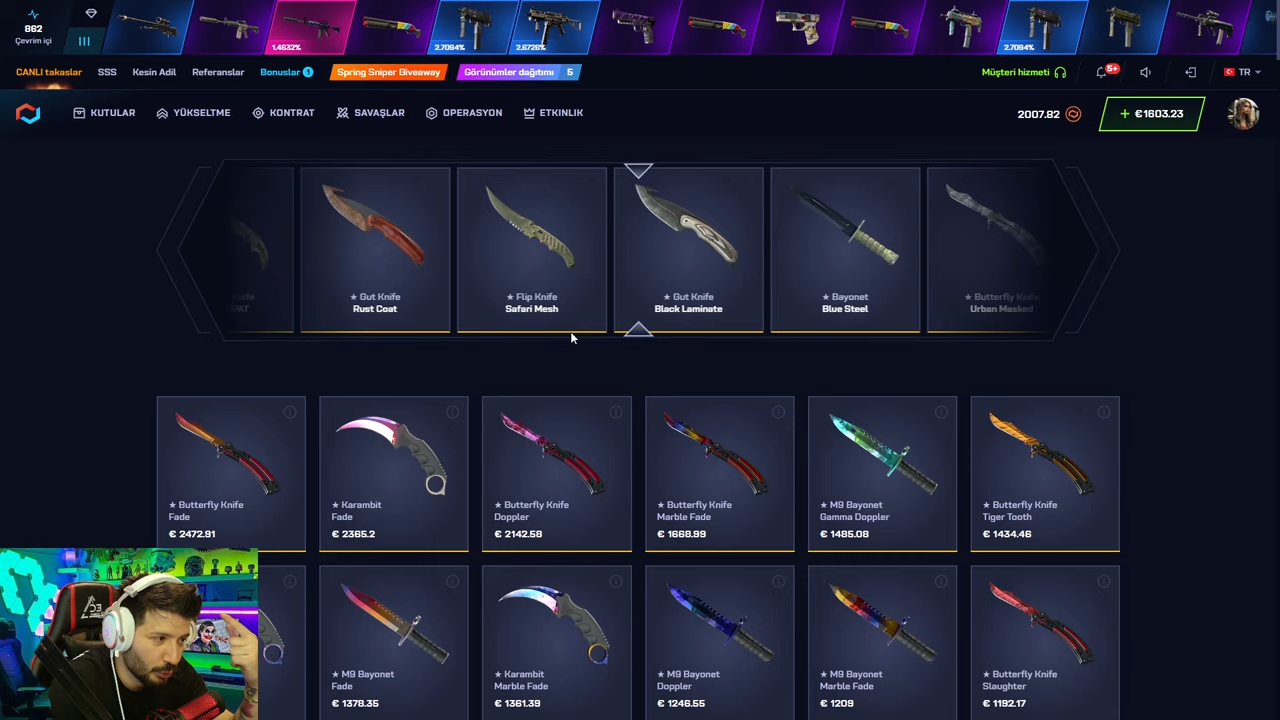 862
Çevrim içi
1.4632%
2.7094%
2.6726%
2.7094%
CANLI takaslar
SSS
Kesin Adil
Referanslar
Bonuslar 1
Spring Sniper Giveaway
Görünümler dağıtımı 5
Müşteri hizmeti
5+
TR
KUTULAR
YÜKSELTME
KONTRAT
SAVAŞLAR
OPERASYON
ETKINLIK
2007.82
+ €1603.23
★ Gut Knife
Rust Coat
★ Flip Knife
Safari Mesh
★ Gut Knife
Black Laminate
★ Bayonet
Blue Steel
★ Butterfly Knife
Urban Masked
★ Butterfly Knife
Fade
€ 2472.91
★ Karambit
Fade
€ 2365.2
★ Butterfly Knife
Doppler
€ 2142.58
★ Butterfly Knife
Marble Fade
€ 1668.99
★ M9 Bayonet
Gamma Doppler
€ 1485.08
★ Butterfly Knife
Tiger Tooth
€ 1434.46
★ M9 Bayonet
Fade
€ 1378.35
★ Karambit
Marble Fade
€ 1361.39
★ M9 Bayonet
Doppler
€ 1246.55
★ M9 Bayonet
Marble Fade
€ 1209
★ Butterfly Knife
Slaughter
€ 1192.17